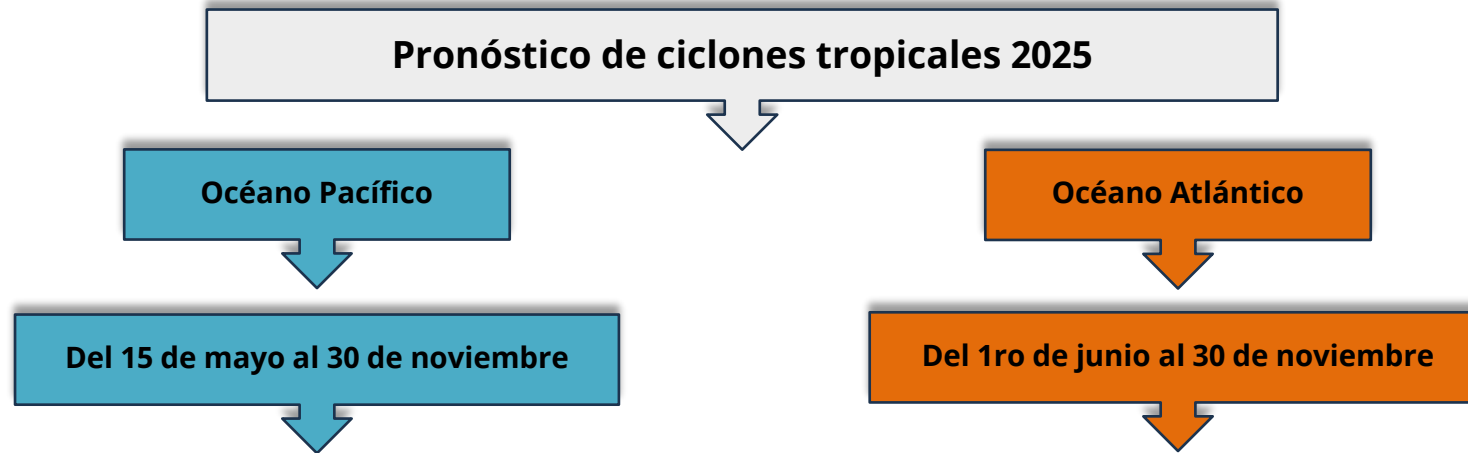 Pronóstico de ciclones tropicales 2025
Océano Pacífico
Océano Atlántico
Del 15 de mayo al 30 de noviembre
Del 1ro de junio al 30 de noviembre